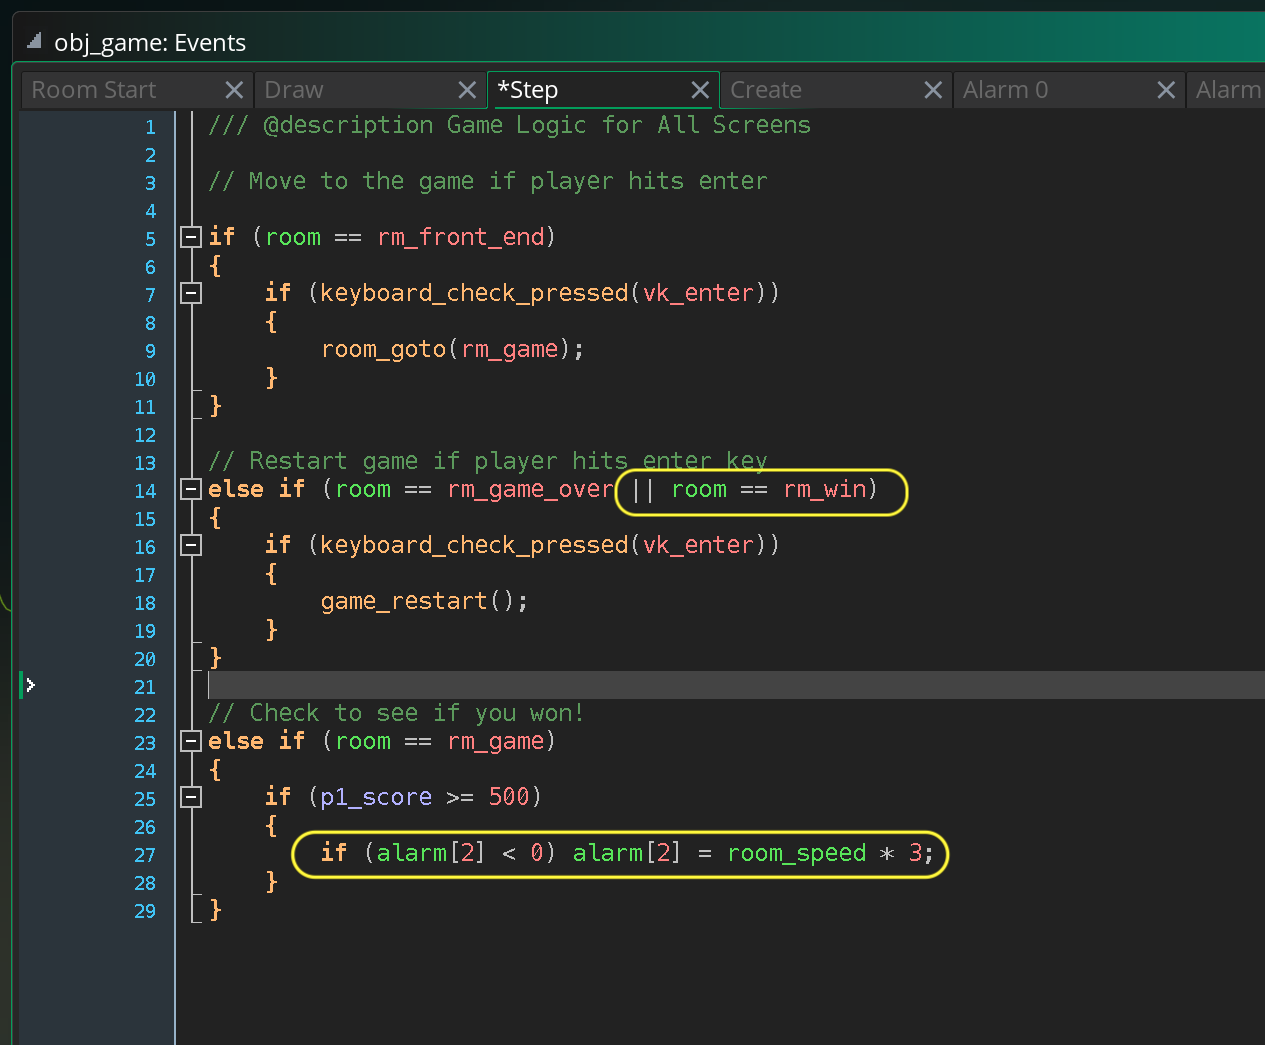 obj_game: Events
Room Start Draw *Step Create Alarm 0 Alarm
1 /// @description Game Logic for All Screens
2
3 // Move to the game if player hits enter
4
5 if (room == rm_front_end)
6 {
7 if (keyboard_check_pressed(vk_enter))
8 {
9 room_goto(rm_game);
10 }
11 }
12
13 // Restart game if player hits enter key
14 else if (room == rm_game_over || room == rm_win)
15 {
16 if (keyboard_check_pressed(vk_enter))
17 {
18 game_restart();
19 }
20 }
21
22 // Check to see if you won!
23 else if (room == rm_game)
24 {
25 if (p1_score >= 500)
26 {
27 if (alarm[2] < 0) alarm[2] = room_speed * 3;
28 }
29 }